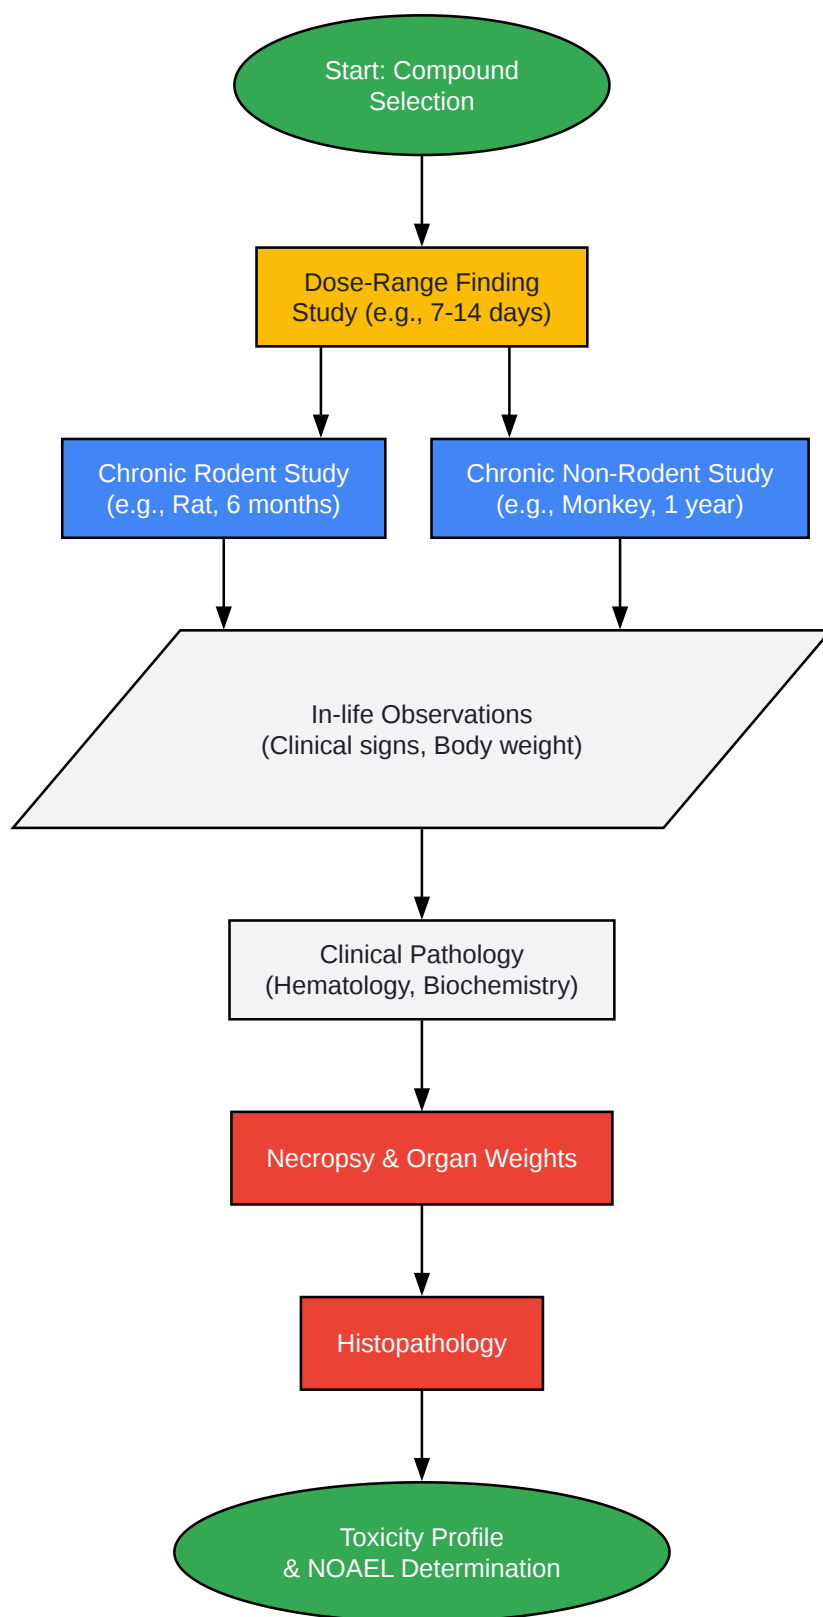 Start: Compound
Selection
Dose-Range Finding
Study (e.g., 7-14 days)
Chronic Rodent Study
(e.g., Rat, 6 months)
Chronic Non-Rodent Study
(e.g., Monkey, 1 year)
In-life Observations
(Clinical signs, Body weight)
Clinical Pathology
(Hematology, Biochemistry)
Necropsy & Organ Weights
Histopathology
Toxicity Profile
& NOAEL Determination